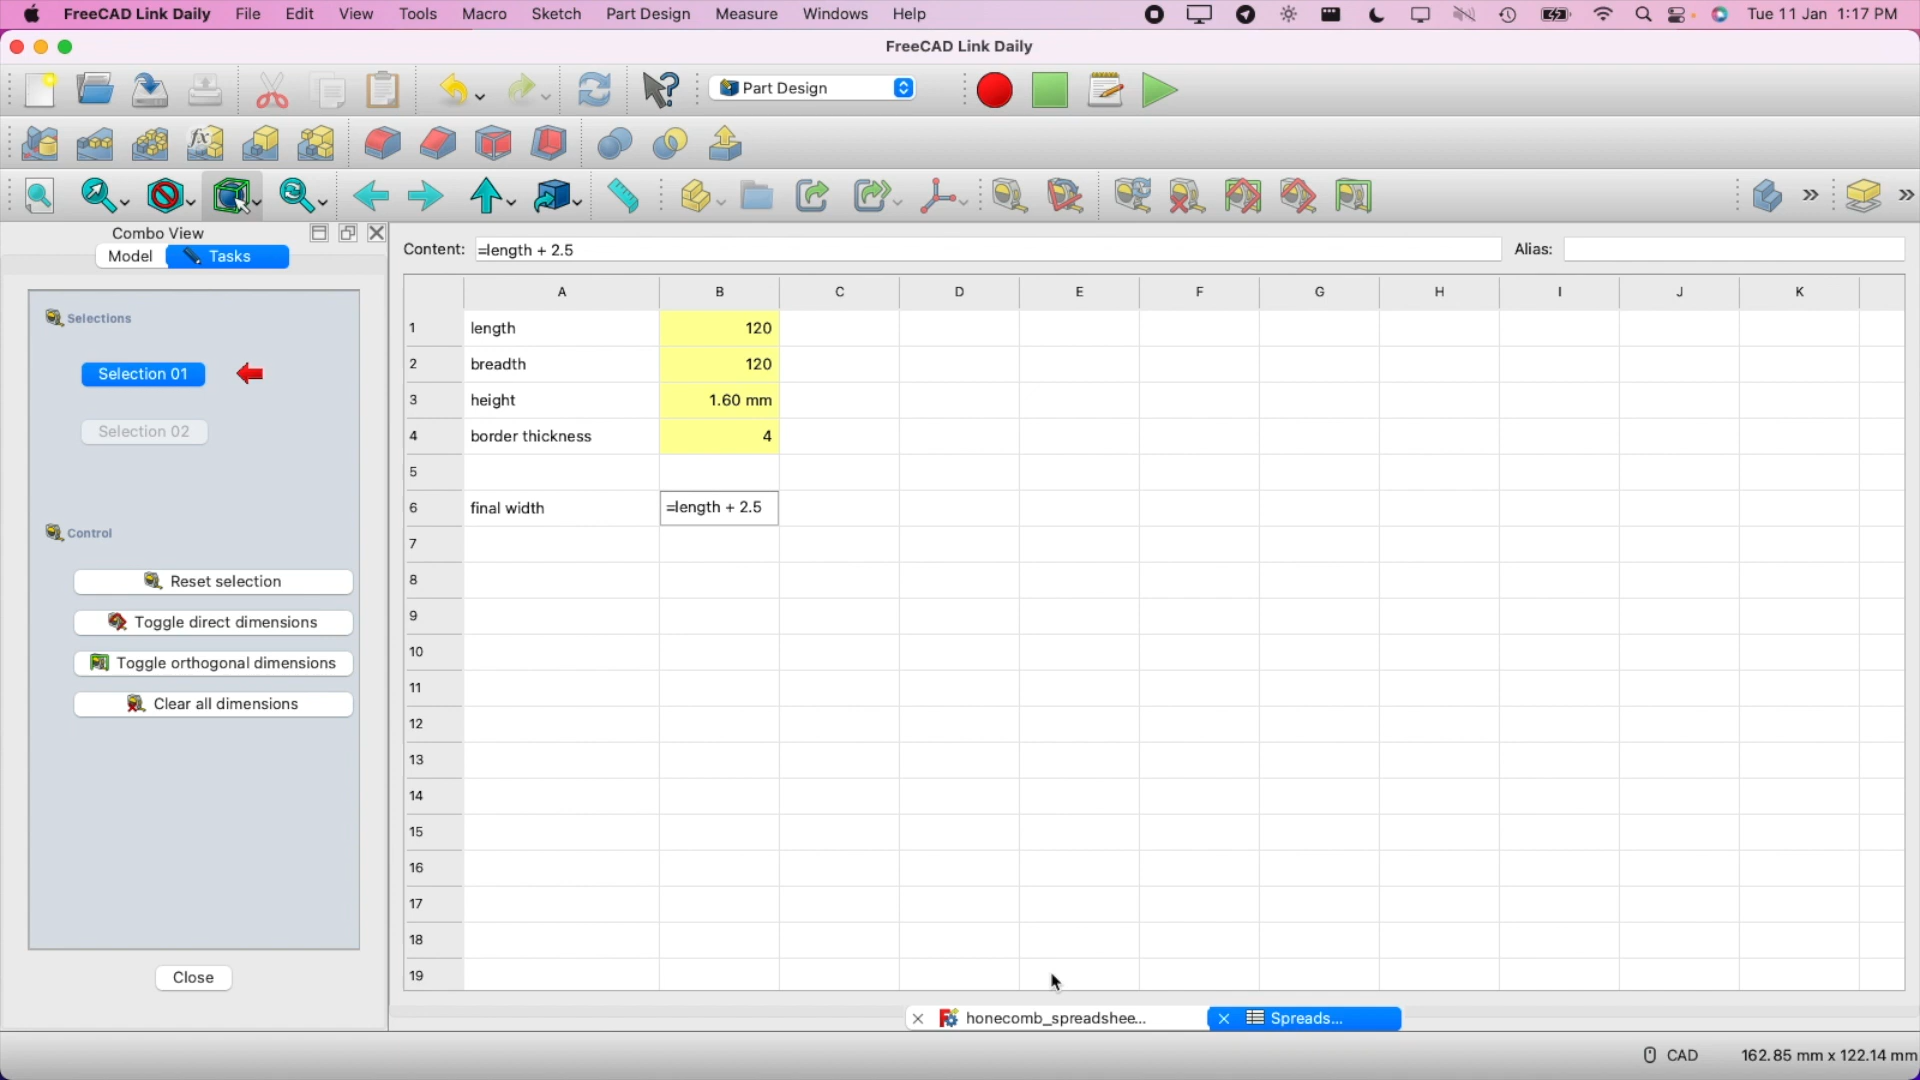 FreeCAD Link Daily File Edit View Tools Macro Sketch Part Design Measure Windows Help Tue 11 Jan 1:17 PM
FreeCAD Link Daily
Part Design
Combo View
Model Tasks
Content: =length + 2.5 Alias:
A B C D E F G H I J K
Selections
Selection 01
Selection 02
Control
Reset selection
Toggle direct dimensions
Toggle orthogonal dimensions
Clear all dimensions
Close
1 length 120
2 breadth 120
3 height 1.60 mm
4 border thickness 4
5
6 final width =length + 2.5
7
8
9
10
11
12
13
14
15
16
17
18
19
honecomb_spreadshee... Spreads...
CAD 162.85 mm x 122.14 mm